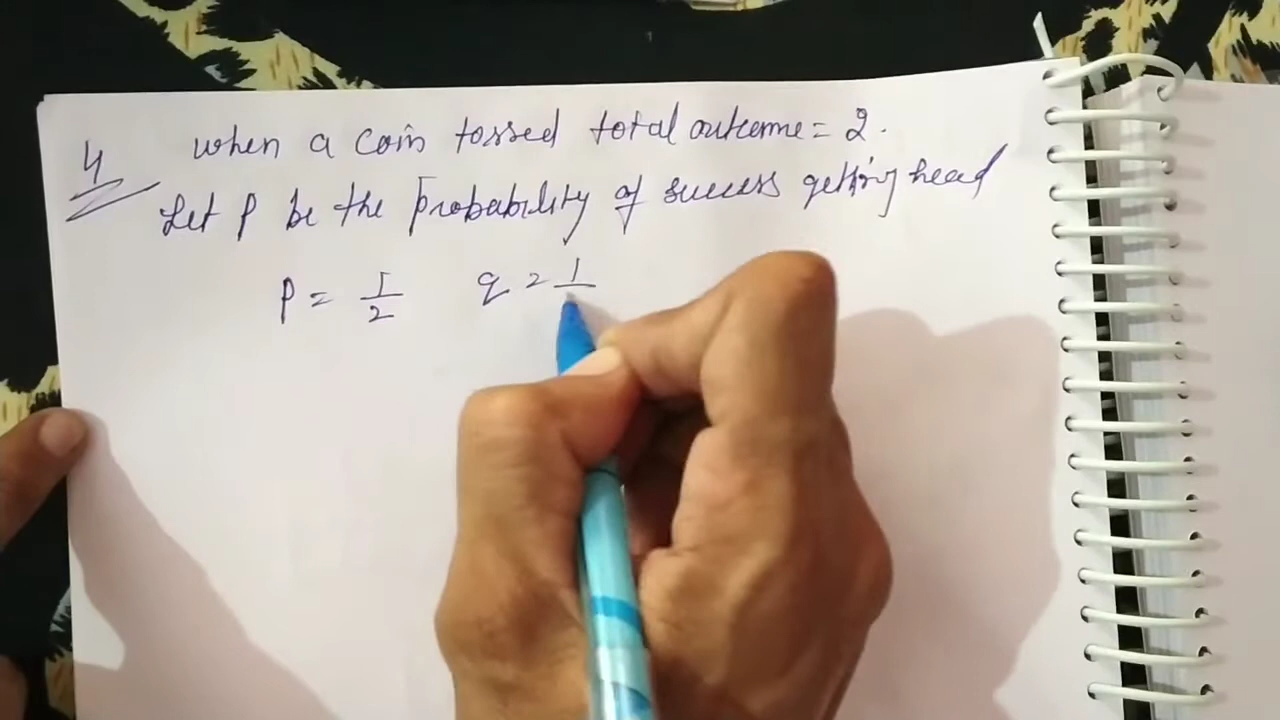 4 when a coin tossed total outcome = 2.
Let P be the probability of success getting head
P = 1/2 q = 1/